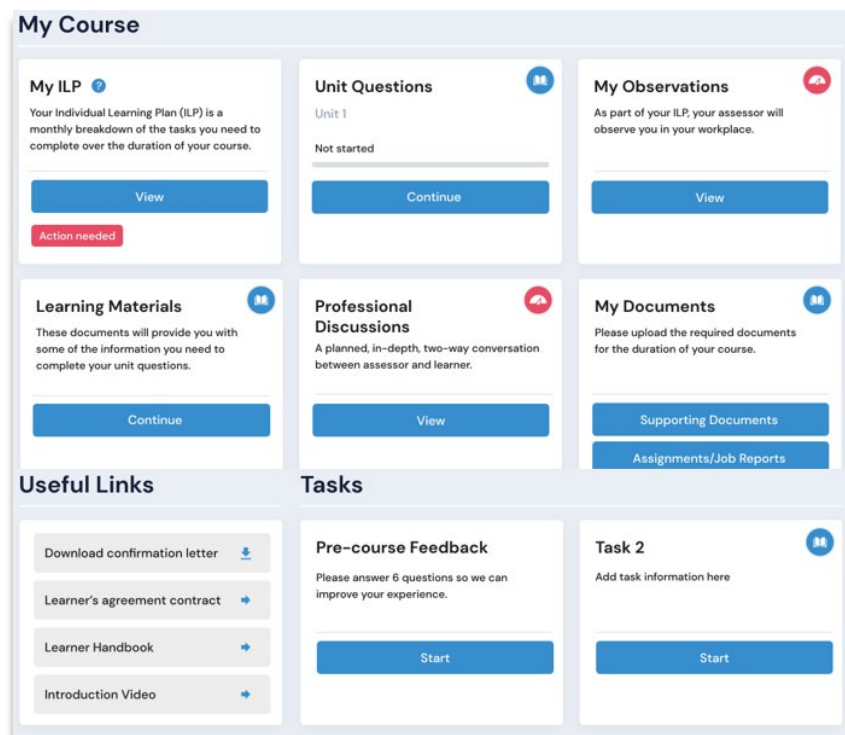 My Course
My ILP ?
Your Individual Learning Plan (ILP) is a
monthly breakdown of the tasks you need to
complete over the duration of your course.
View
Action needed
Unit Questions
Unit 1
Not started
Continue
My Observations
As part of your ILP, your assessor will
observe you in your workplace.
View
Learning Materials
These documents will provide you with
some of the information you need to
complete your unit questions.
Continue
Professional
Discussions
A planned, in-depth, two-way conversation
between assessor and learner.
View
My Documents
Please upload the required documents
for the duration of your course.
Supporting Documents
Assignments/Job Reports
Useful Links
Download confirmation letter
Learner's agreement contract
Learner Handbook
Introduction Video
Tasks
Pre-course Feedback
Please answer 6 questions so we can
improve your experience.
Start
Task 2
Add task information here
Start